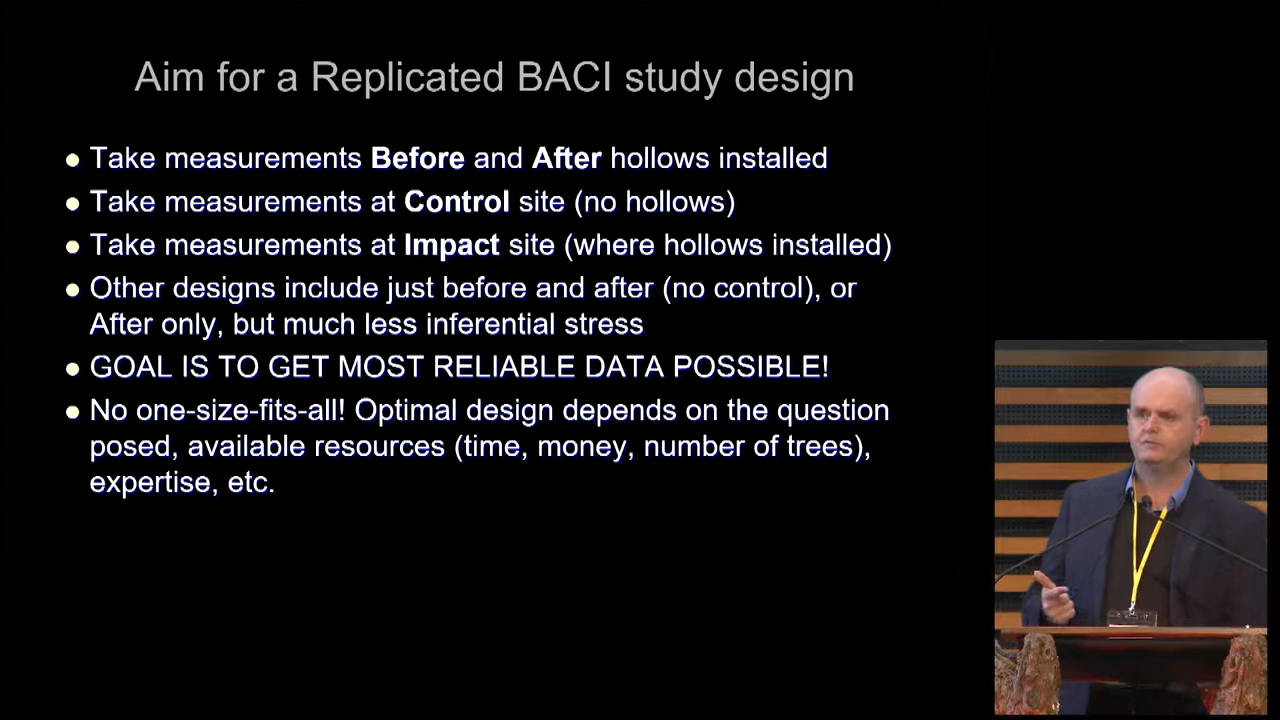 Aim for a Replicated BACI study design
Take measurements Before and After hollows installed
Take measurements at Control site (no hollows)
Take measurements at Impact site (where hollows installed)
Other designs include just before and after (no control), or
After only, but much less inferential stress
GOAL IS TO GET MOST RELIABLE DATA POSSIBLE!
No one-size-fits-all! Optimal design depends on the question
posed, available resources (time, money, number of trees),
expertise, etc.